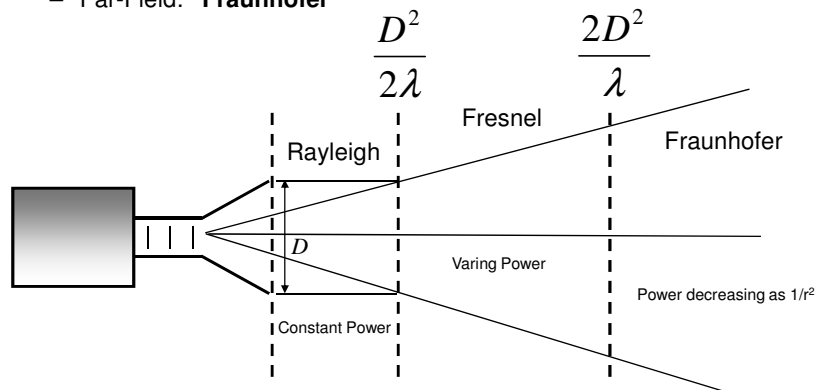 – Far-Field: "Fraunhofer"
D²
2λ
2D²
λ
Fresnel
Rayleigh
Fraunhofer
D
Varing Power
Power decreasing as 1/r²
Constant Power